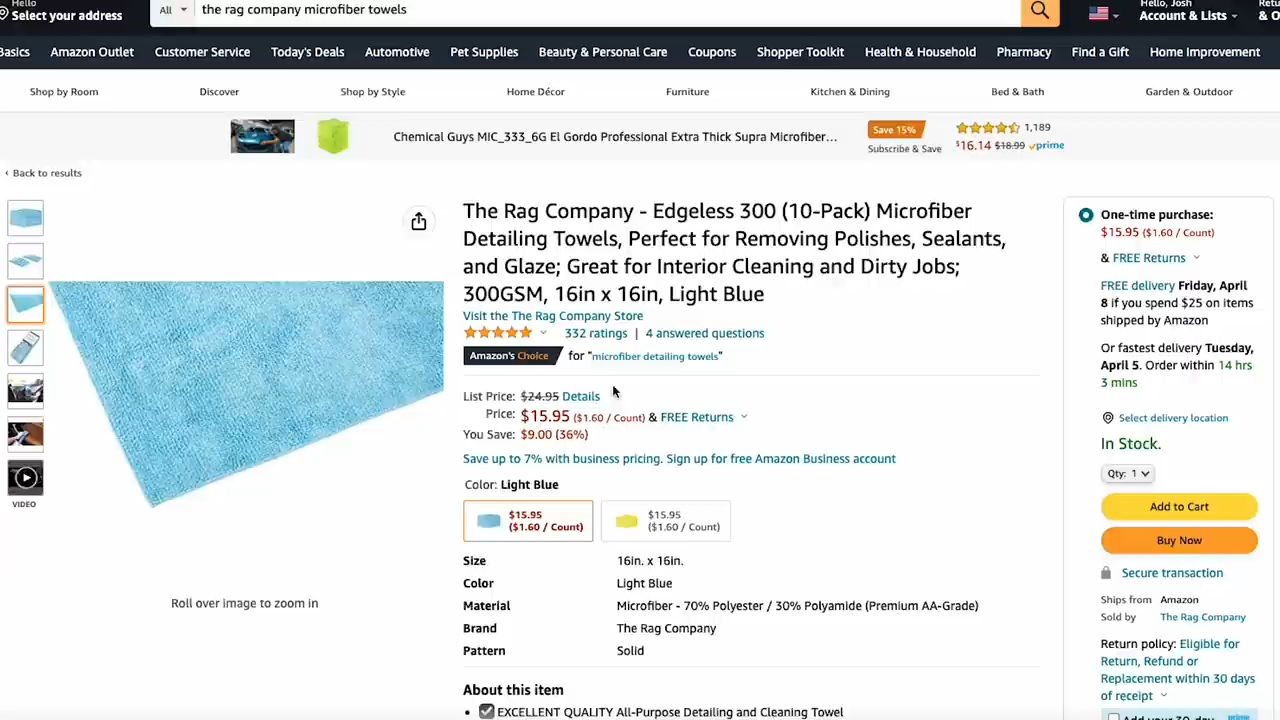 Hello, Josh
Select your address
All
the rag company microfiber towels
Account & Lists
Basics Amazon Outlet Customer Service Today's Deals Automotive Pet Supplies Beauty & Personal Care Coupons Shopper Toolkit Health & Household Pharmacy Find a Gift Home Improvement
Shop by Room Discover Shop by Style Home Décor Furniture Kitchen & Dining Bed & Bath Garden & Outdoor
Chemical Guys MIC_333_6G El Gordo Professional Extra Thick Supra Microfiber...
Save 15%
Subscribe & Save
1,189
$16.14 $18.99 prime
‹ Back to results
VIDEO
Roll over image to zoom in
The Rag Company - Edgeless 300 (10-Pack) Microfiber
Detailing Towels, Perfect for Removing Polishes, Sealants,
and Glaze; Great for Interior Cleaning and Dirty Jobs;
300GSM, 16in x 16in, Light Blue
Visit the The Rag Company Store
332 ratings | 4 answered questions
Amazon's Choice for "microfiber detailing towels"
List Price: $24.95 Details
Price: $15.95 ($1.60 / Count) & FREE Returns
You Save: $9.00 (36%)
Save up to 7% with business pricing. Sign up for free Amazon Business account
Color: Light Blue
$15.95
($1.60 / Count)
$15.95
($1.60 / Count)
Size 16in. x 16in.
Color Light Blue
Material Microfiber - 70% Polyester / 30% Polyamide (Premium AA-Grade)
Brand The Rag Company
Pattern Solid
About this item
• EXCELLENT QUALITY All-Purpose Detailing and Cleaning Towel
One-time purchase:
$15.95 ($1.60 / Count)
& FREE Returns
FREE delivery Friday, April
8 if you spend $25 on items
shipped by Amazon
Or fastest delivery Tuesday,
April 5. Order within 14 hrs
3 mins
Select delivery location
In Stock.
Qty: 1
Add to Cart
Buy Now
Secure transaction
Ships from Amazon
Sold by The Rag Company
Return policy: Eligible for
Return, Refund or
Replacement within 30 days
of receipt
Add your 30-day prime